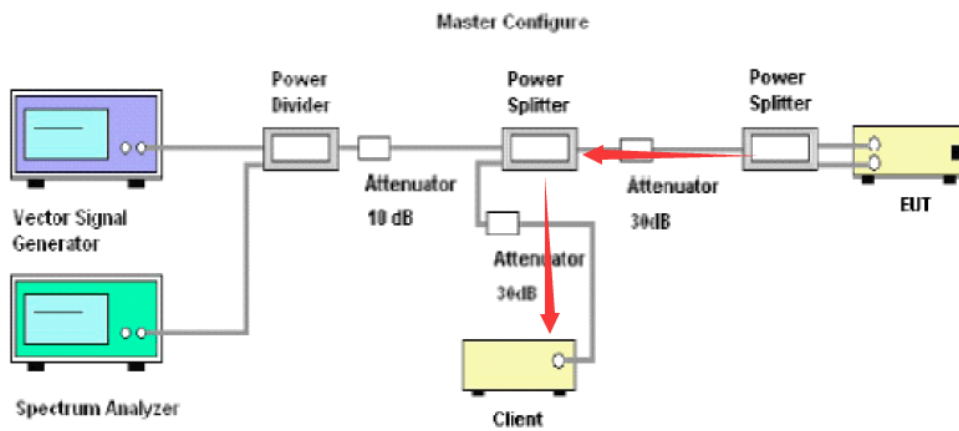 Master Configure
Power
Divider
Power
Splitter
Power
Splitter
Attenuator
10 dB
Attenuator
30dB
EUT
Vector Signal
Generator
Attenuator
30dB
Spectrum Analyzer
Client